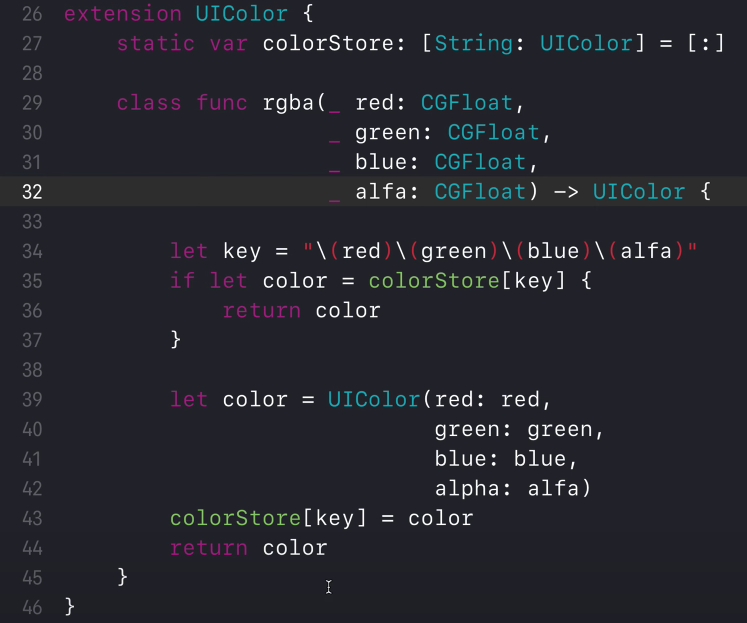 26 extension UIColor {
27     static var colorStore: [String: UIColor] = [:]
28
29     class func rgba(_ red: CGFloat,
30                     _ green: CGFloat,
31                     _ blue: CGFloat,
32                     _ alfa: CGFloat) -> UIColor {
33
34         let key = "\(red)\(green)\(blue)\(alfa)"
35         if let color = colorStore[key] {
36             return color
37         }
38
39         let color = UIColor(red: red,
40                             green: green,
41                             blue: blue,
42                             alpha: alfa)
43         colorStore[key] = color
44         return color
45     }
46 }